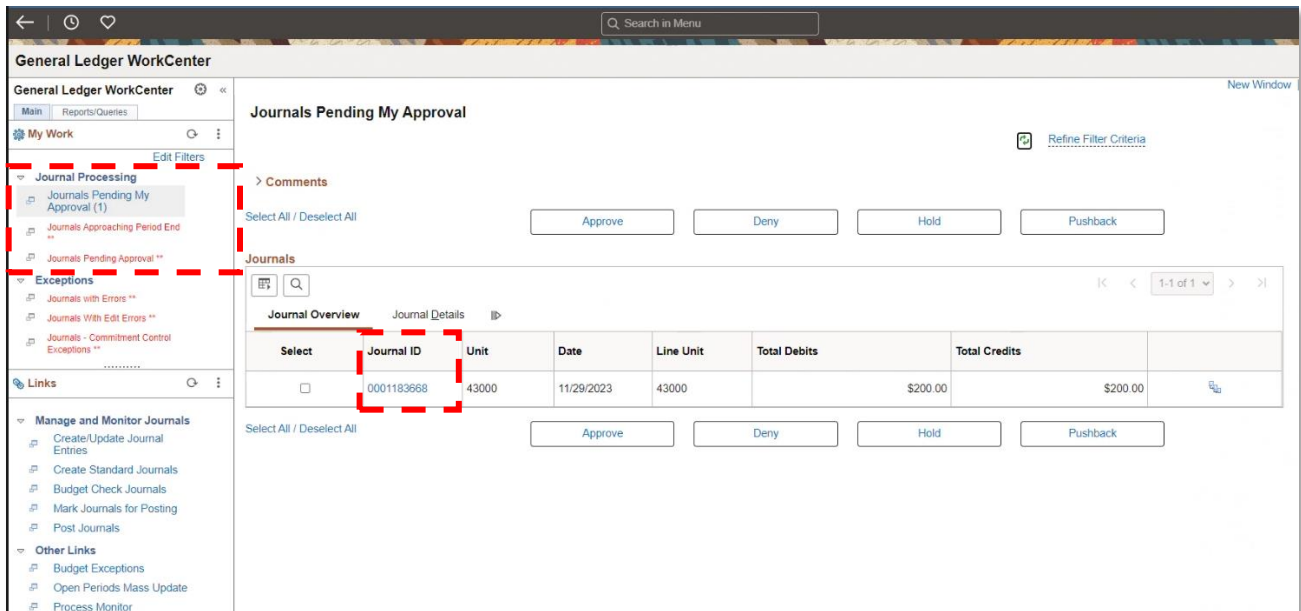 Search in Menu
General Ledger WorkCenter
General Ledger WorkCenter
New Window
Main Reports/Queries
My Work
Edit Filters
Journal Processing
Journals Pending My
Approval (1)
Journals Approaching Period End
**
Journals Pending Approval **
Exceptions
Journals with Errors **
Journals With Edit Errors **
Journals - Commitment Control
Exceptions **
Links
Manage and Monitor Journals
Create/Update Journal
Entries
Create Standard Journals
Budget Check Journals
Mark Journals for Posting
Post Journals
Other Links
Budget Exceptions
Open Periods Mass Update
Process Monitor
Journals Pending My Approval
Refine Filter Criteria
Comments
Select All / Deselect All
Approve Deny Hold Pushback
Journals
1-1 of 1
Journal Overview Journal Details
Select Journal ID Unit Date Line Unit Total Debits Total Credits
0001183668 43000 11/29/2023 43000 $200.00 $200.00
Select All / Deselect All
Approve Deny Hold Pushback